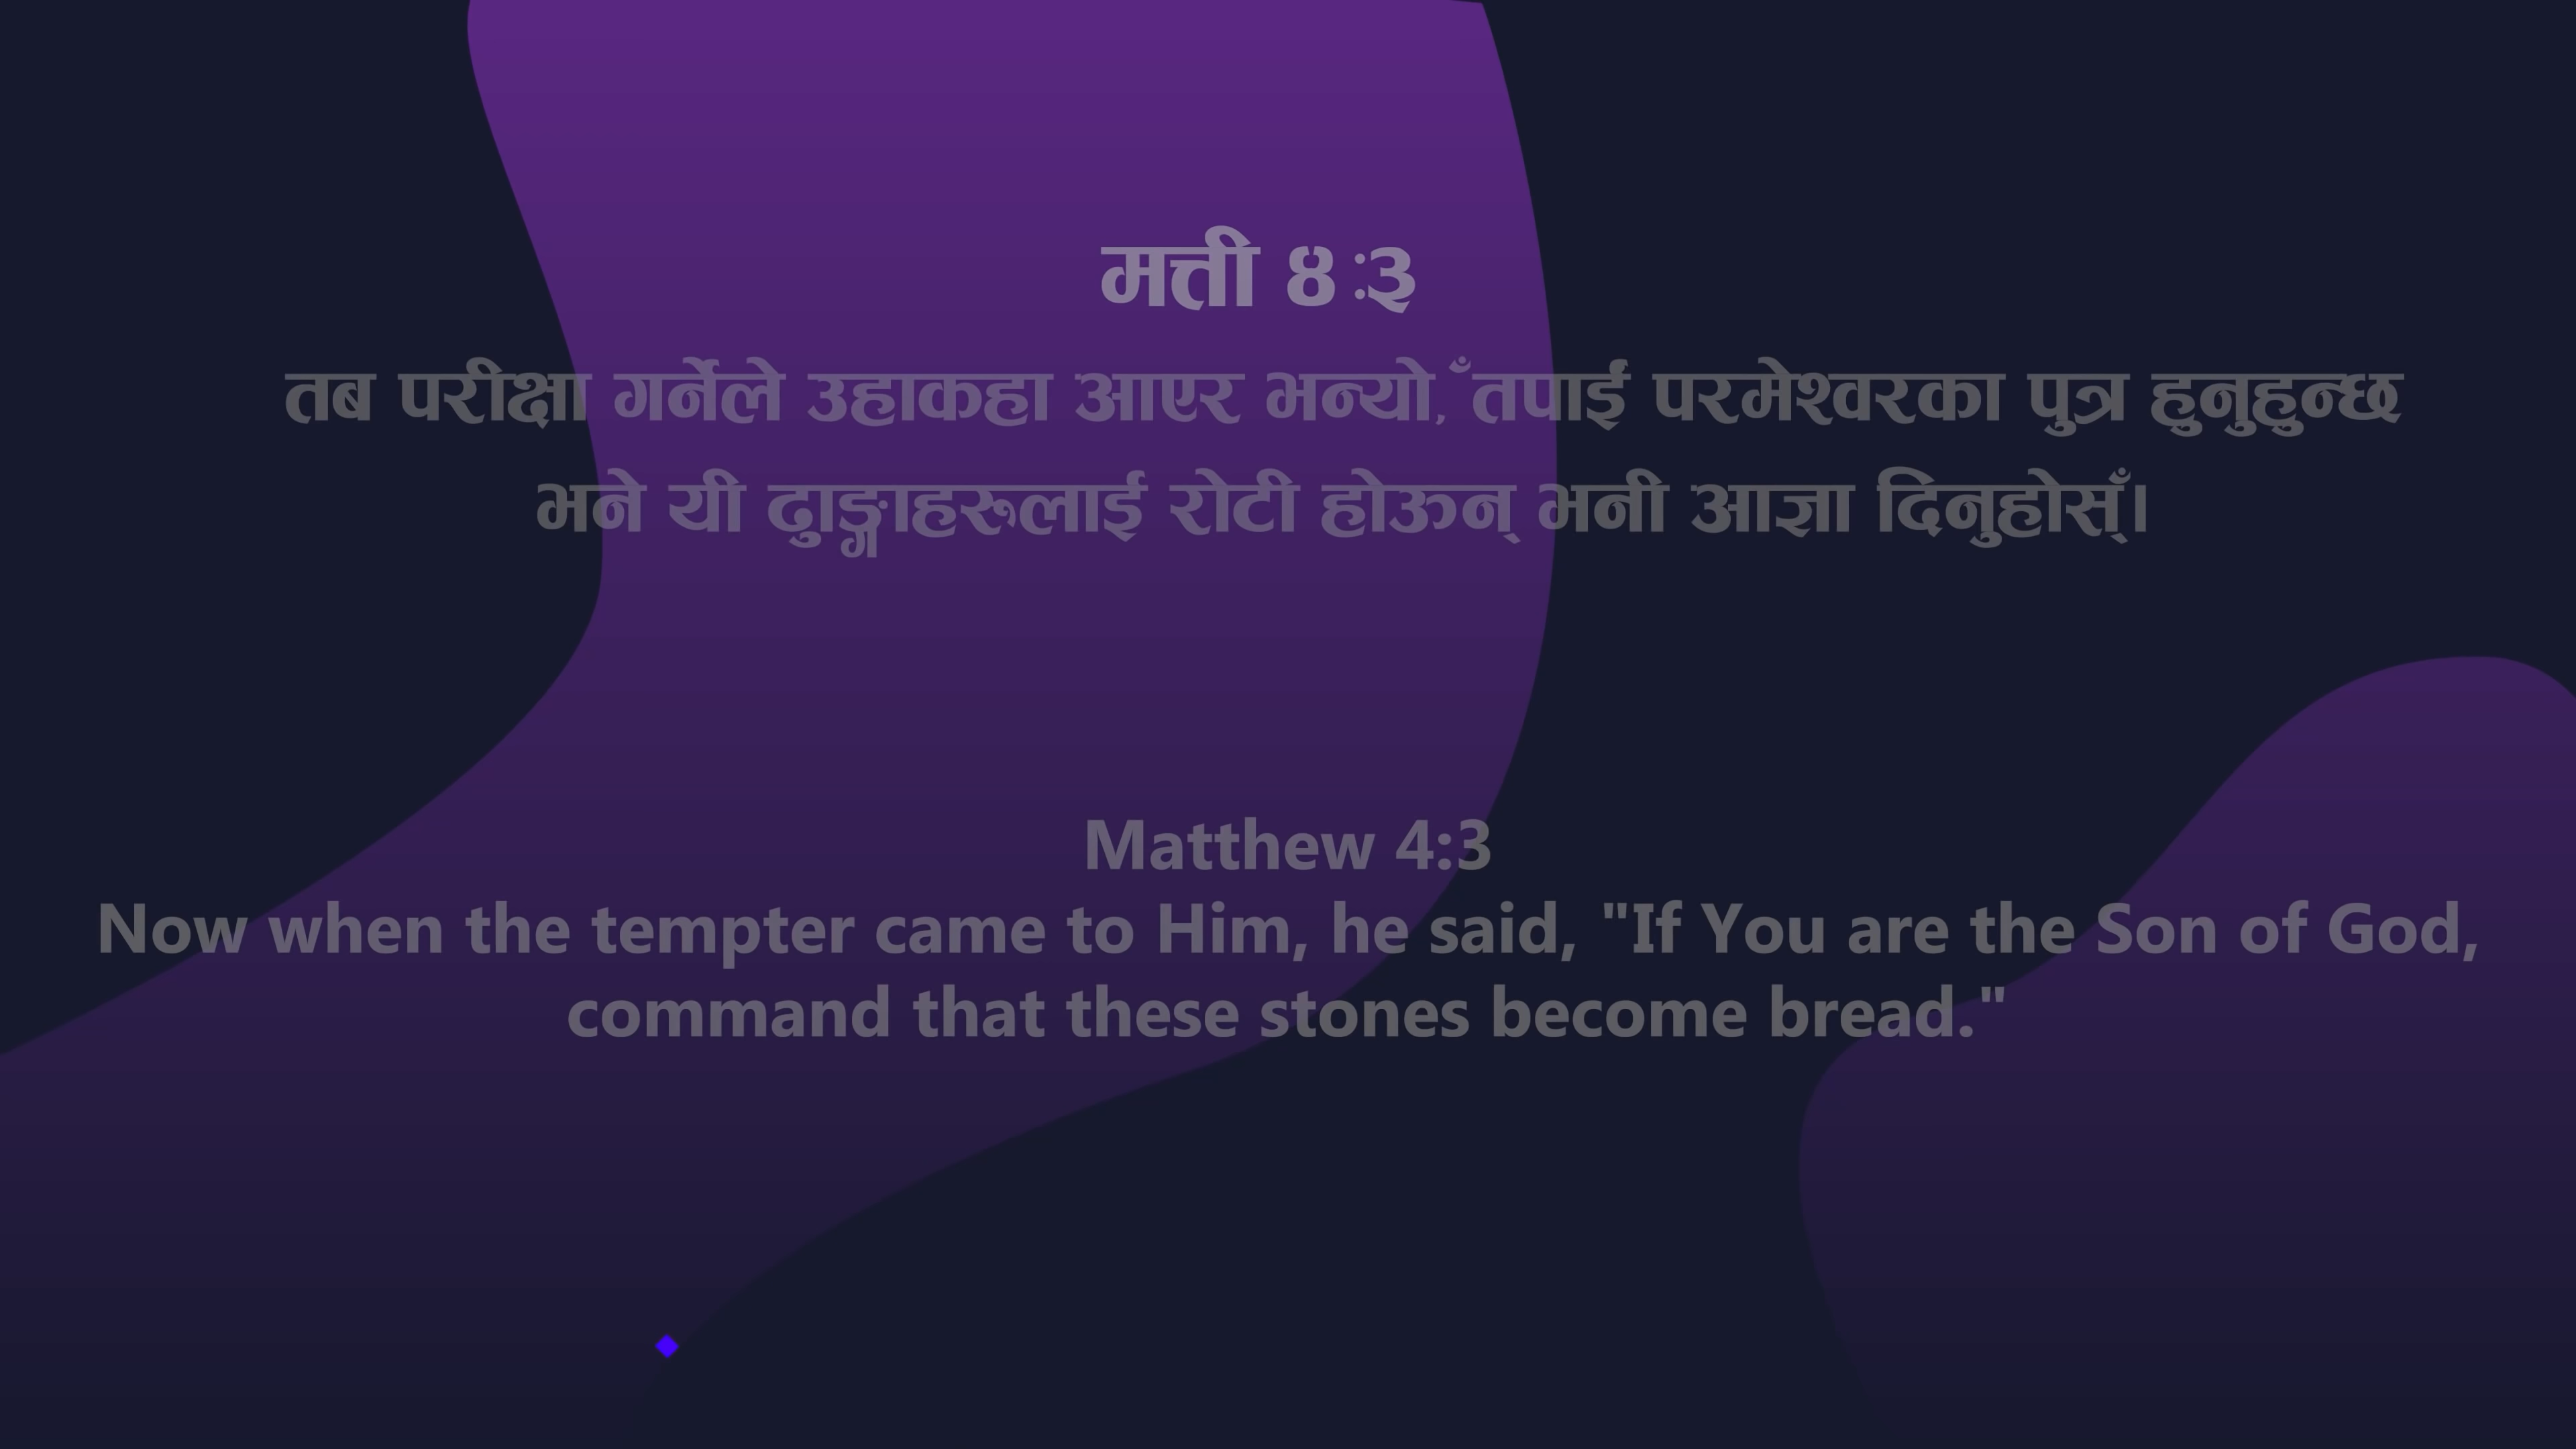 मत्ती ४ः३
तब परीक्षा गर्नेले उहाकहा आएर भन्यो, ँतपाईं परमेश्वरका पुत्र हुनुहुन्छ
भने यी ढुाङ्गाहरूलाई रोटी होऊन् भनी आज्ञा दिनुहोस्ँ।
Matthew 4:3
Now when the tempter came to Him, he said, "If You are the Son of God,
command that these stones become bread."